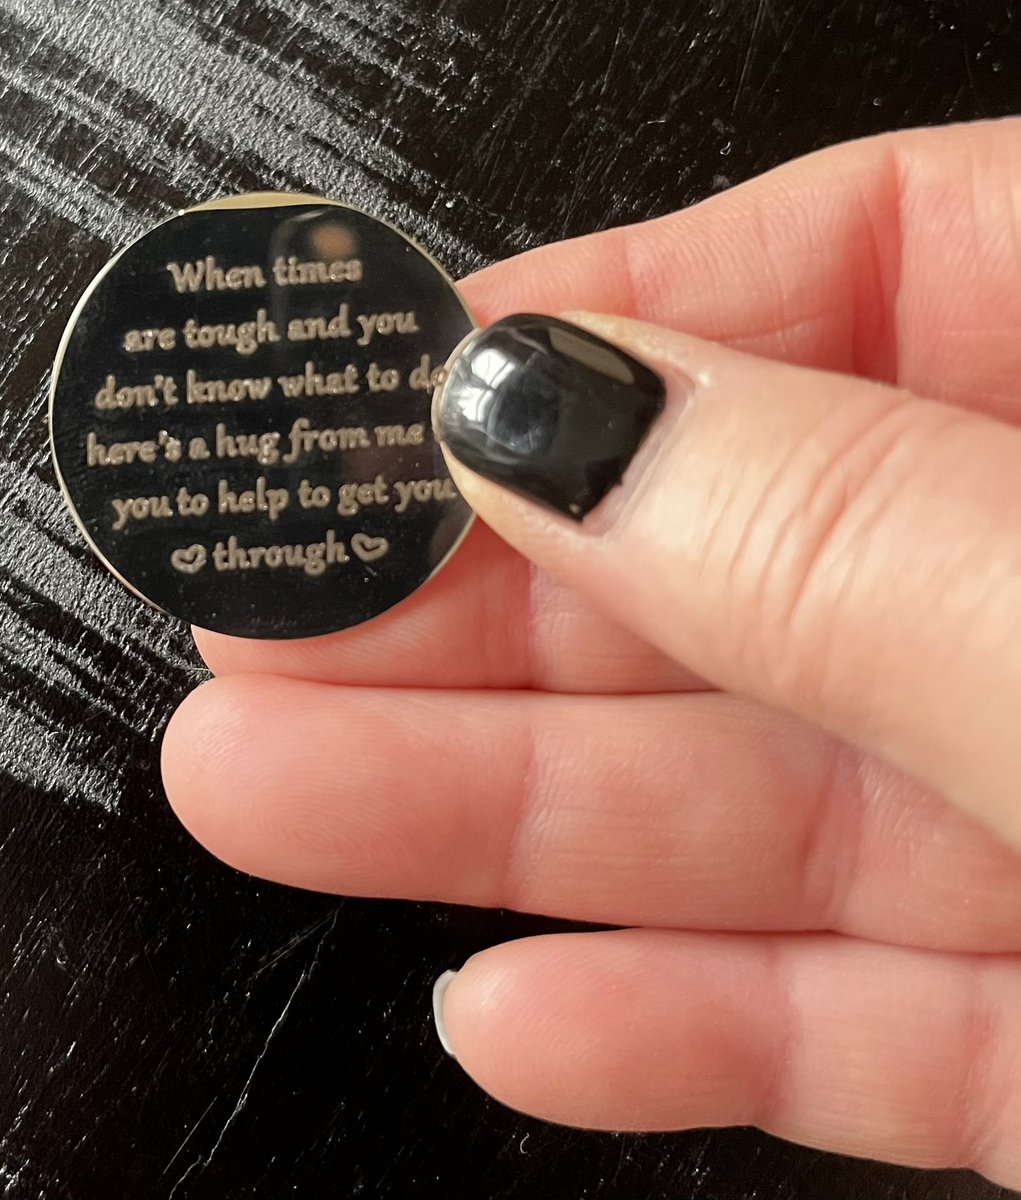 When times
are tough and you
don't know what to do
here's a hug from me
you to help to get you
through